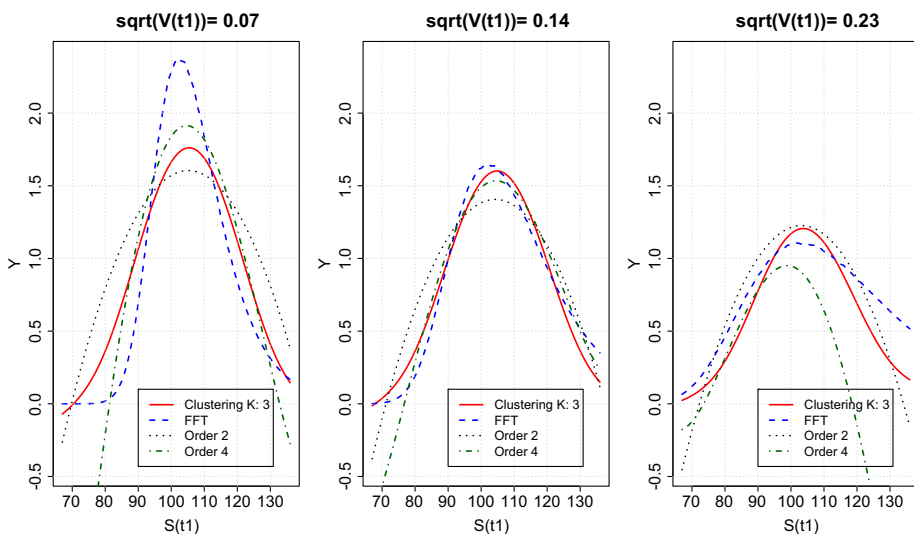 sqrt(V(t1))= 0.07
Y
2.0
1.5
1.0
0.5
0.0
-0.5
70 80 90 100 110 120 130
S(t1)
Clustering K: 3
FFT
Order 2
Order 4
sqrt(V(t1))= 0.14
Y
2.0
1.5
1.0
0.5
0.0
-0.5
70 80 90 100 110 120 130
S(t1)
Clustering K: 3
FFT
Order 2
Order 4
sqrt(V(t1))= 0.23
Y
2.0
1.5
1.0
0.5
0.0
-0.5
70 80 90 100 110 120 130
S(t1)
Clustering K: 3
FFT
Order 2
Order 4